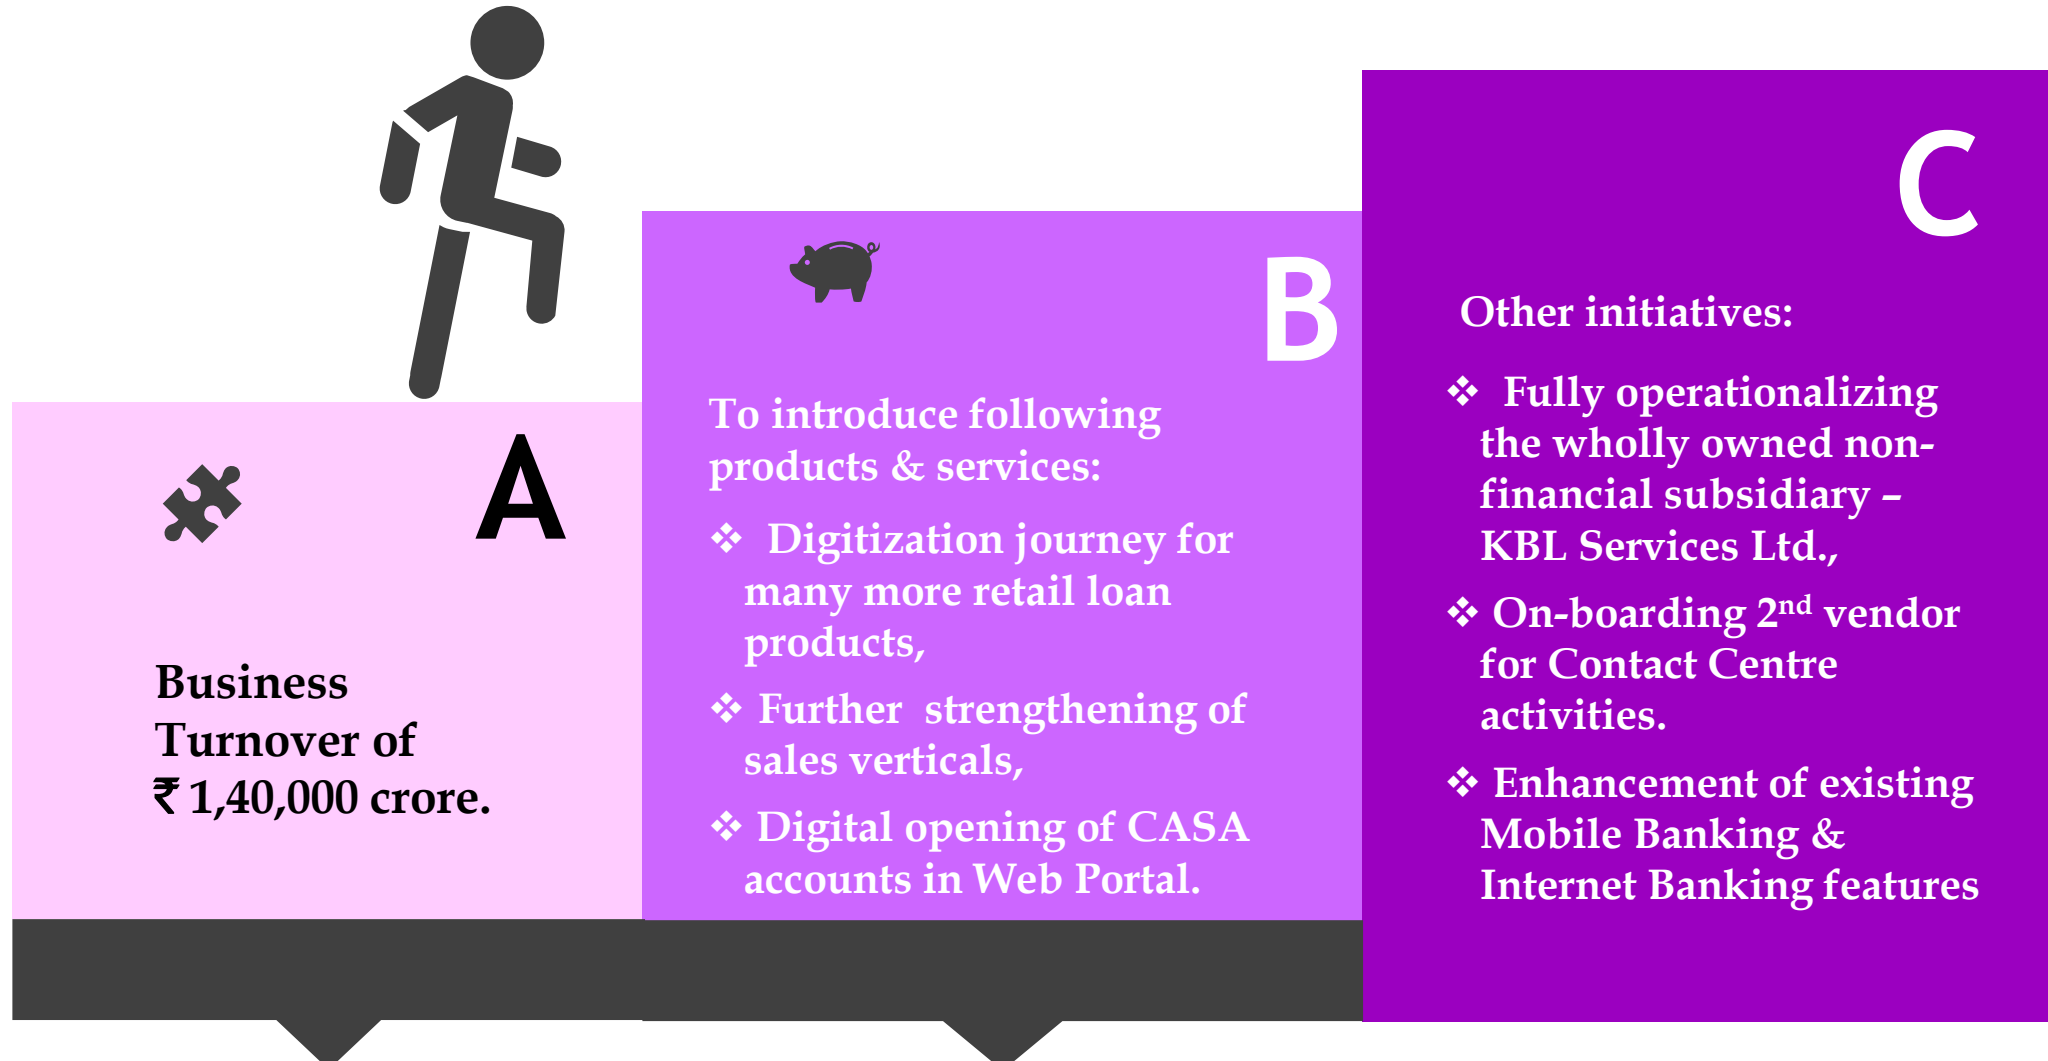 A
Business
Turnover of
₹ 1,40,000 crore.
B
To introduce following
products & services:
❖ Digitization journey for
many more retail loan
products,
❖ Further strengthening of
sales verticals,
❖ Digital opening of CASA
accounts in Web Portal.
C
Other initiatives:
❖ Fully operationalizing
the wholly owned non-
financial subsidiary –
KBL Services Ltd.,
❖ On-boarding 2nd vendor
for Contact Centre
activities.
❖ Enhancement of existing
Mobile Banking &
Internet Banking features